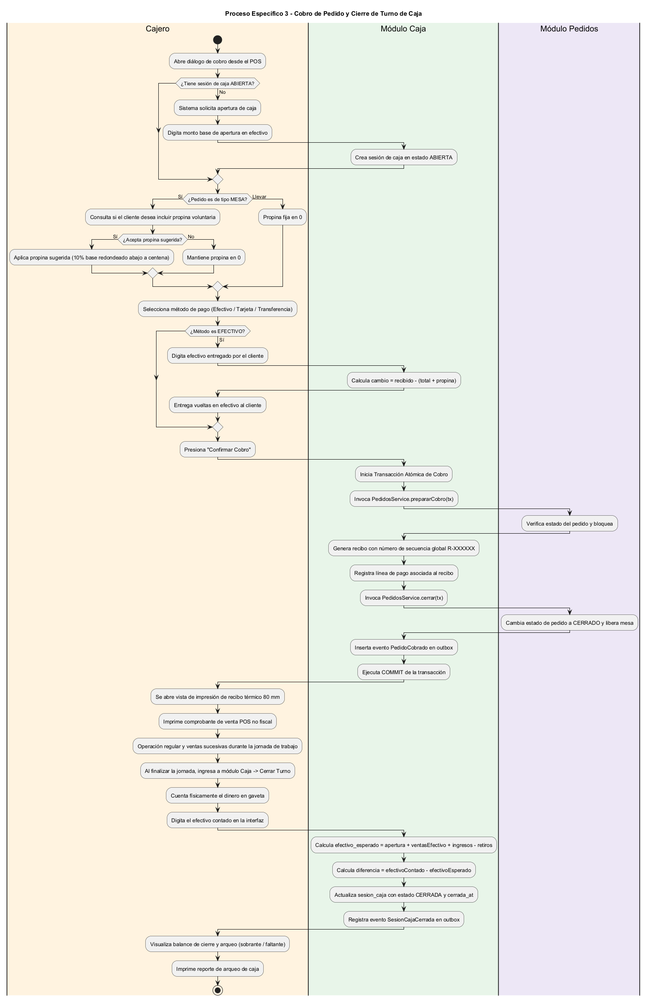 Proceso Específico 3 - Cobro de Pedido y Cierre de Turno de Caja
Cajero
Módulo Caja
Módulo Pedidos
Abre diálogo de cobro desde el POS
¿Tiene sesión de caja ABIERTA?
No
Sistema solicita apertura de caja
Digita monto base de apertura en efectivo
Crea sesión de caja en estado ABIERTA
Sí
¿Pedido es de tipo MESA?
Llevar
Consulta si el cliente desea incluir propina voluntaria
Propina fija en 0
Sí
¿Acepta propina sugerida?
No
Aplica propina sugerida (10% base redondeado abajo a centena)
Mantiene propina en 0
Selecciona método de pago (Efectivo / Tarjeta / Transferencia)
¿Método es EFECTIVO?
Sí
Digita efectivo entregado por el cliente
Calcula cambio = recibido - (total + propina)
Entrega vueltas en efectivo al cliente
Presiona "Confirmar Cobro"
Inicia Transacción Atómica de Cobro
Invoca PedidosService.prepararCobro(tx)
Verifica estado del pedido y bloquea
Genera recibo con número de secuencia global R-XXXXXX
Registra línea de pago asociada al recibo
Invoca PedidosService.cerrar(tx)
Cambia estado de pedido a CERRADO y libera mesa
Inserta evento PedidoCobrado en outbox
Ejecuta COMMIT de la transacción
Se abre vista de impresión de recibo térmico 80 mm
Imprime comprobante de venta POS no fiscal
Operación regular y ventas sucesivas durante la jornada de trabajo
Al finalizar la jornada, ingresa a módulo Caja -> Cerrar Turno
Cuenta físicamente el dinero en gaveta
Digita el efectivo contado en la interfaz
Calcula efectivo_esperado = apertura + ventasEfectivo + ingresos - retiros
Calcula diferencia = efectivoContado - efectivoEsperado
Actualiza sesion_caja con estado CERRADA y cerrada_at
Registra evento SesionCajaCerrada en outbox
Visualiza balance de cierre y arqueo (sobrante / faltante)
Imprime reporte de arqueo de caja